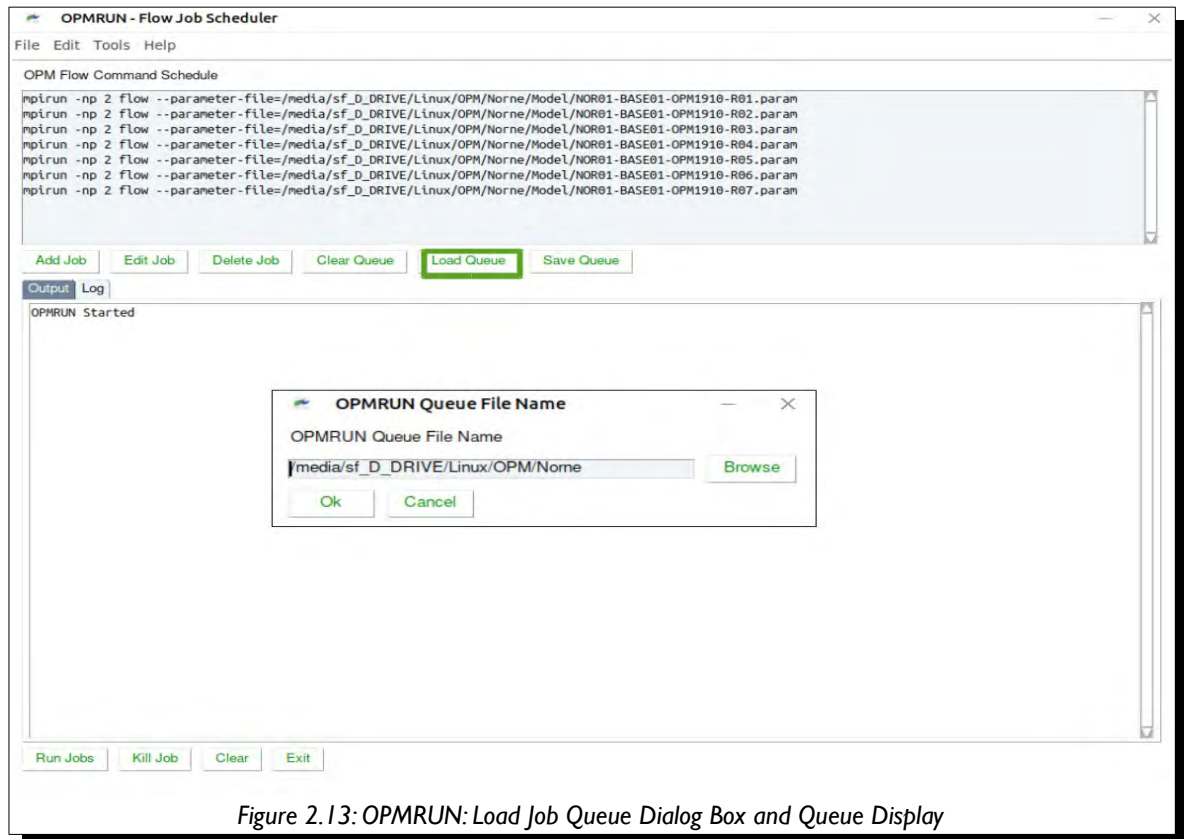 OPMRUN - Flow Job Scheduler
File Edit Tools Help
OPM Flow Command Schedule
mpirun -np 2 flow --parameter-file=/media/sf_D_DRIVE/Linux/OPM/Norne/Model/NOR01-BASE01-OPM1910-R01.param
mpirun -np 2 flow --parameter-file=/media/sf_D_DRIVE/Linux/OPM/Norne/Model/NOR01-BASE01-OPM1910-R02.param
mpirun -np 2 flow --parameter-file=/media/sf_D_DRIVE/Linux/OPM/Norne/Model/NOR01-BASE01-OPM1910-R03.param
mpirun -np 2 flow --parameter-file=/media/sf_D_DRIVE/Linux/OPM/Norne/Model/NOR01-BASE01-OPM1910-R04.param
mpirun -np 2 flow --parameter-file=/media/sf_D_DRIVE/Linux/OPM/Norne/Model/NOR01-BASE01-OPM1910-R05.param
mpirun -np 2 flow --parameter-file=/media/sf_D_DRIVE/Linux/OPM/Norne/Model/NOR01-BASE01-OPM1910-R06.param
mpirun -np 2 flow --parameter-file=/media/sf_D_DRIVE/Linux/OPM/Norne/Model/NOR01-BASE01-OPM1910-R07.param
Add Job Edit Job Delete Job Clear Queue Load Queue Save Queue
Output Log
OPMRUN Started
OPMRUN Queue File Name
OPMRUN Queue File Name
/media/sf_D_DRIVE/Linux/OPM/Norne Browse
Ok Cancel
Run Jobs Kill Job Clear Exit
Figure 2.13: OPMRUN: Load Job Queue Dialog Box and Queue Display